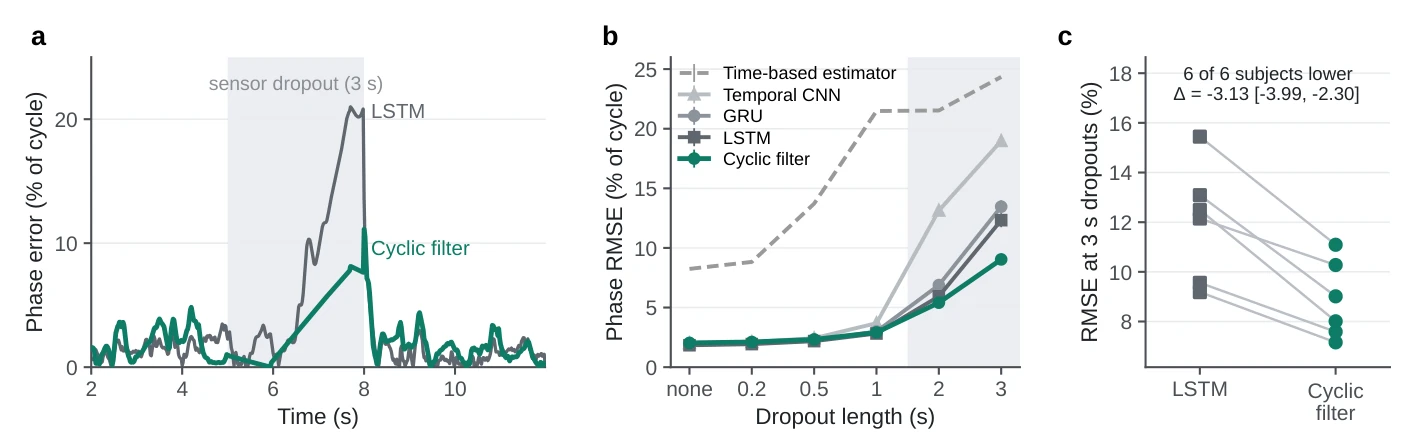 a
sensor dropout (3 s)
LSTM
Cyclic filter
Phase error (% of cycle)
20
10
0
2
4
6
8
10
Time (s)
b
Time-based estimator
Temporal CNN
GRU
LSTM
Cyclic filter
Phase RMSE (% of cycle)
25
20
15
10
5
0
none
0.2
0.5
1
2
3
Dropout length (s)
c
6 of 6 subjects lower
Δ = -3.13 [-3.99, -2.30]
RMSE at 3 s dropouts (%)
18
16
14
12
10
8
LSTM
Cyclic
filter